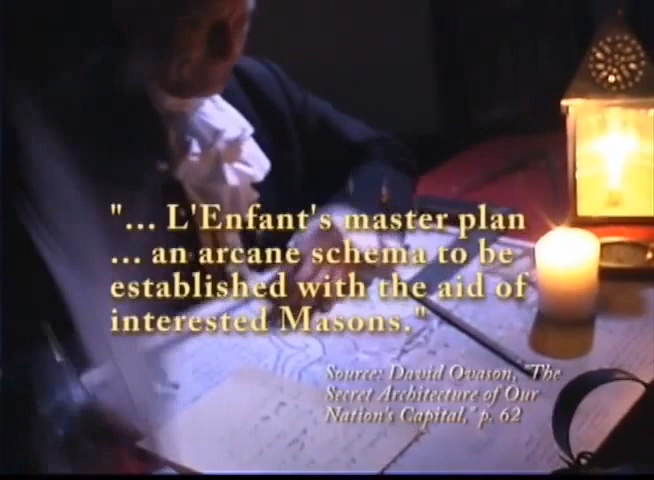 "... L'Enfant's master plan
... an arcane schema to be
established with the aid of
interested Masons."
Source: David Ovason, "The
Secret Architecture of Our
Nation's Capital," p. 62